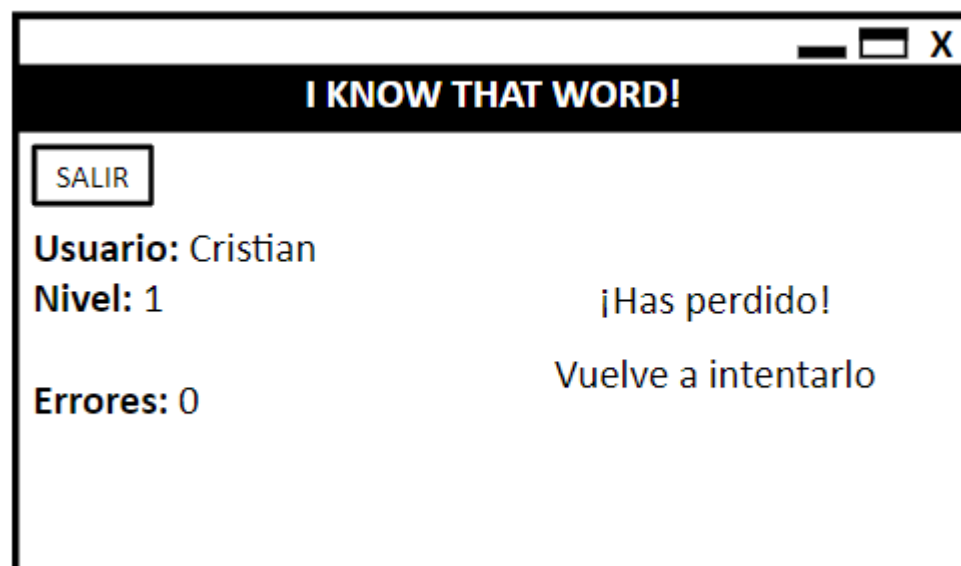 X
I KNOW THAT WORD!
SALIR
Usuario: Cristian
Nivel: 1
¡Has perdido!
Vuelve a intentarlo
Errores: 0